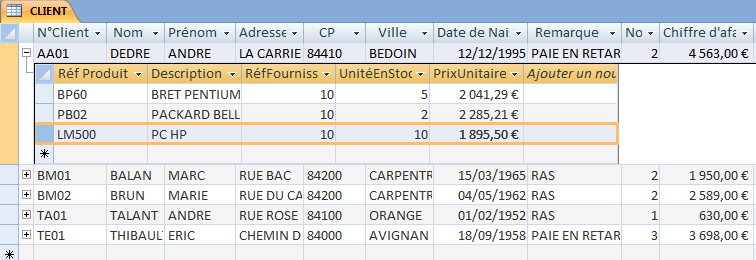 CLIENT
N°Client Nom Prénom Adresse CP Ville Date de Nai Remarque No Chiffre d'afa
AA01 DEDRE ANDRE LA CARRIE 84410 BEDOIN 12/12/1995 PAIE EN RETAR 2 4 563,00 €
Réf Produit Description RéfFourniss UnitéEnStoc PrixUnitaire Ajouter un nou
BP60 BRET PENTIUM 10 5 2 041,29 €
PB02 PACKARD BELL 10 2 2 285,21 €
LM500 PC HP 10 10 1 895,50 €
BM01 BALAN MARC RUE BAC 84200 CARPENTR 15/03/1965 RAS 2 1 950,00 €
BM02 BRUN MARIE RUE DU CA 84200 CARPENTR 04/05/1962 RAS 2 2 589,00 €
TA01 TALANT ANDRE RUE ROSE 84100 ORANGE 01/02/1952 RAS 1 630,00 €
TE01 THIBAUL ERIC CHEMIN D 84000 AVIGNAN 18/09/1958 PAIE EN RETAR 3 3 698,00 €